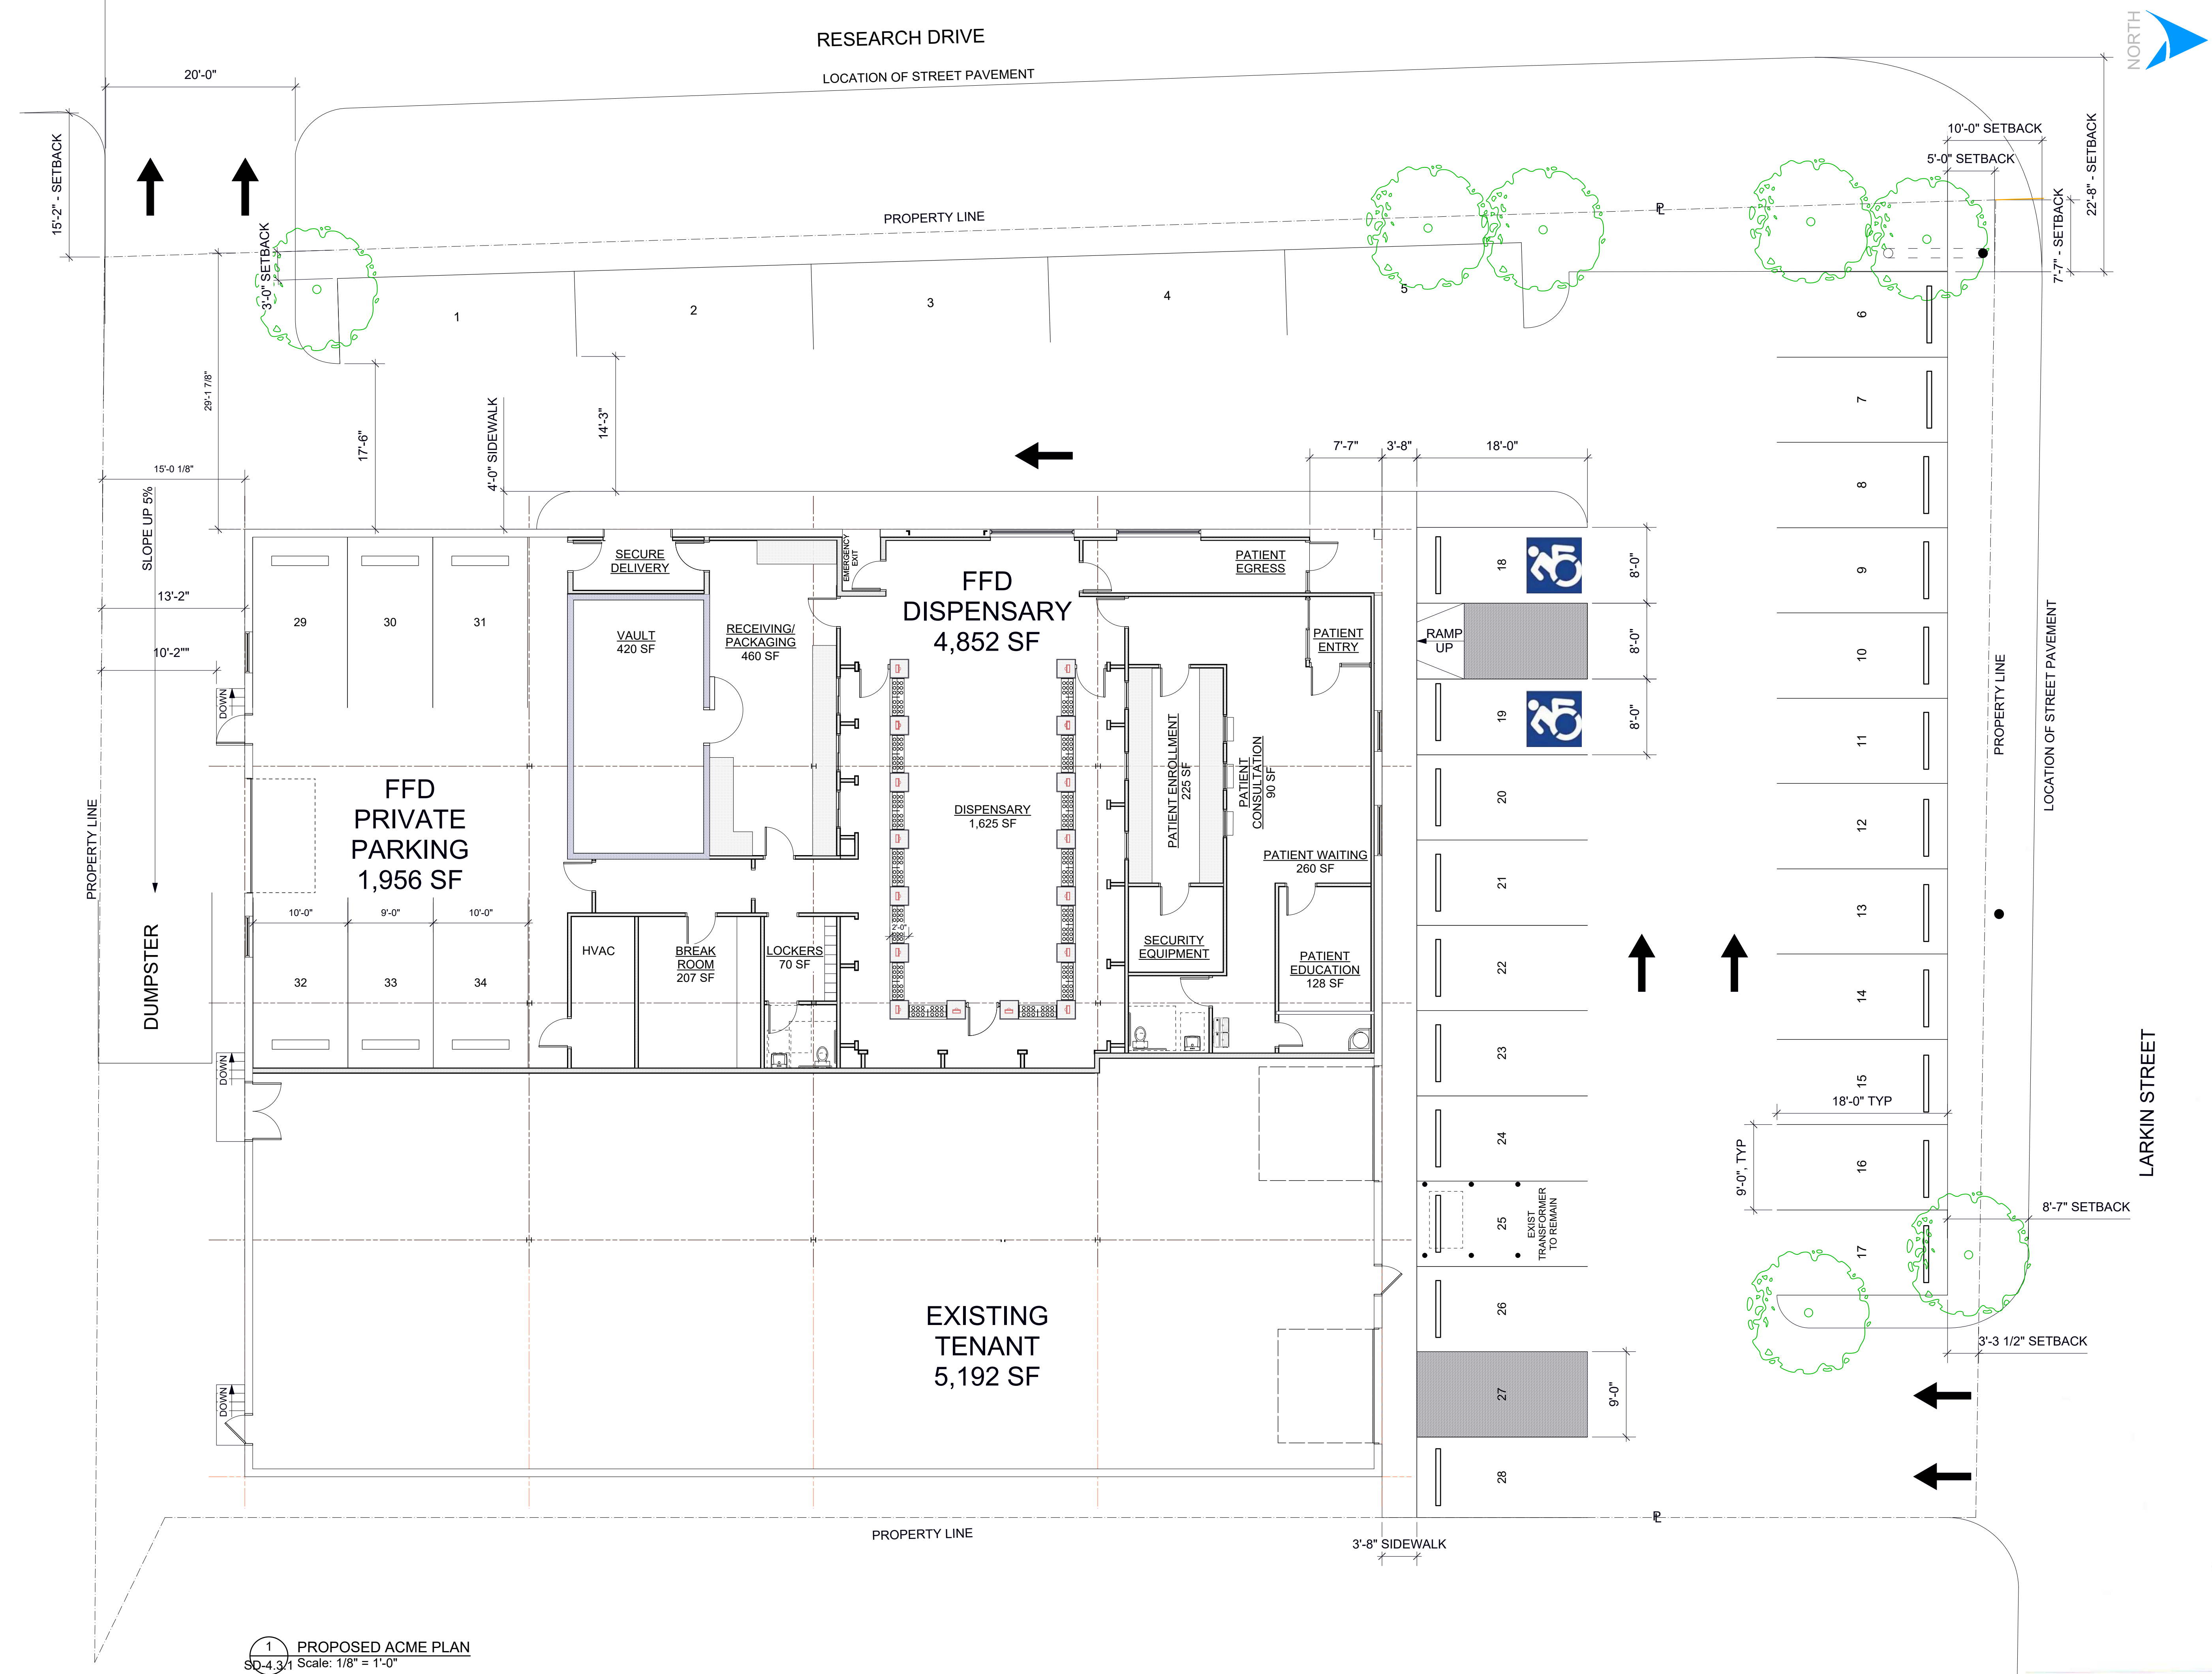 RESEARCH DRIVE
LOCATION OF STREET PAVEMENT
NORTH
20'-0"
15'-2" - SETBACK
10'-0" SETBACK
5'-0" SETBACK
22'-8" - SETBACK
7'-7" - SETBACK
PROPERTY LINE
PL
3'-0" SETBACK
1
2
3
4
5
6
7
8
9
10
11
12
13
14
15
16
17
29'-1 7/8"
17'-6"
4'-0" SIDEWALK
14'-3"
7'-7"
3'-8"
18'-0"
15'-0 1/8"
SLOPE UP 5%
13'-2"
10'-2""
DOWN
PROPERTY LINE
DUMPSTER
DOWN
DOWN
29
30
31
FFD
PRIVATE
PARKING
1,956 SF
10'-0"
9'-0"
10'-0"
32
33
34
SECURE
DELIVERY
VAULT
420 SF
RECEIVING/
PACKAGING
460 SF
EMERGENCY
EXIT
HVAC
BREAK
ROOM
207 SF
LOCKERS
70 SF
FFD
DISPENSARY
4,852 SF
DISPENSARY
1,625 SF
2'-0"
PATIENT
EGRESS
PATIENT
ENTRY
PATIENT ENROLLMENT
225 SF
PATIENT
CONSULTATION
90 SF
PATIENT WAITING
260 SF
SECURITY
EQUIPMENT
PATIENT
EDUCATION
128 SF
18
RAMP
UP
19
20
21
22
23
24
25
EXIST
TRANSFORMER
TO REMAIN
26
27
28
8'-0"
8'-0"
8'-0"
9'-0"
18'-0" TYP
9'-0", TYP
PROPERTY LINE
LOCATION OF STREET PAVEMENT
LARKIN STREET
8'-7" SETBACK
3'-3 1/2" SETBACK
EXISTING
TENANT
5,192 SF
PROPERTY LINE
PL
3'-8" SIDEWALK
1
SD-4.3.1
PROPOSED ACME PLAN
Scale: 1/8" = 1'-0"